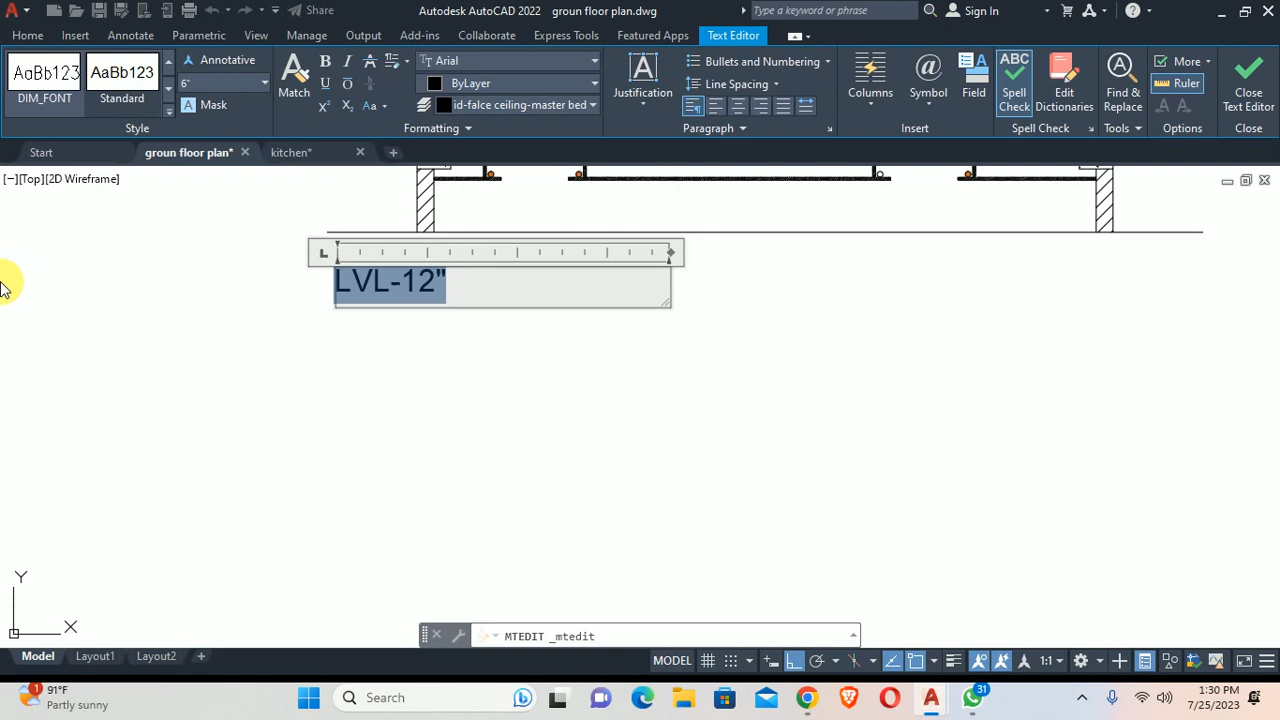 Share
Autodesk AutoCAD 2022 groun floor plan.dwg
Type a keyword or phrase
Sign In
Home Insert Annotate Parametric View Manage Output Add-ins Collaborate Express Tools Featured Apps Text Editor
AaBb123 AaBb123
DIM_FONT Standard
Annotative
6"
Mask
Style
Match
Arial
ByLayer
id-falce-ceiling-master bed
Formatting
Justification
Bullets and Numbering
Line Spacing
Paragraph
Columns Symbol Field
Insert
ABC
Spell Check
Edit Dictionaries
Spell Check
Find & Replace
Tools
More
Ruler
Options
Close Text Editor
Close
Start groun floor plan* kitchen*
[−][Top][2D Wireframe]
LVL-12"
Y
X
MTEDIT _mtedit
Model Layout1 Layout2
MODEL
1:1
1
91°F
Partly sunny
Search
31
1:30 PM
7/25/2023